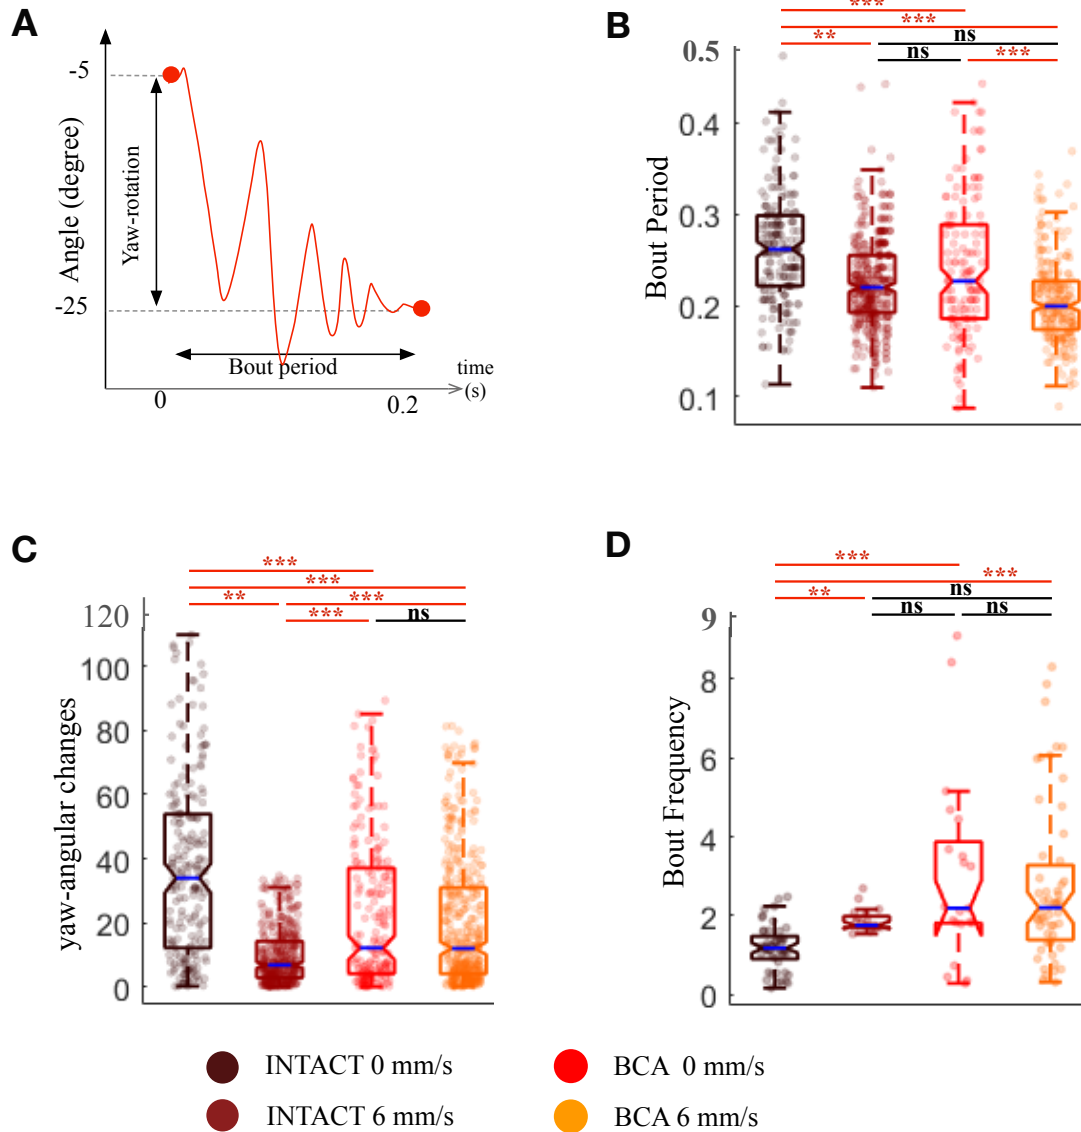 A
-5
-25
Angle (degree)
Yaw-rotation
Bout period
time
(s)
0
0.2
B
***
***
**
ns
ns
***
0.5
0.4
0.3
0.2
0.1
Bout Period
C
***
***
**
***
***
ns
120
100
80
60
40
20
0
yaw-angular changes
D
***
***
**
ns
ns
ns
9
8
6
4
2
0
Bout Frequency
INTACT 0 mm/s
BCA 0 mm/s
INTACT 6 mm/s
BCA 6 mm/s